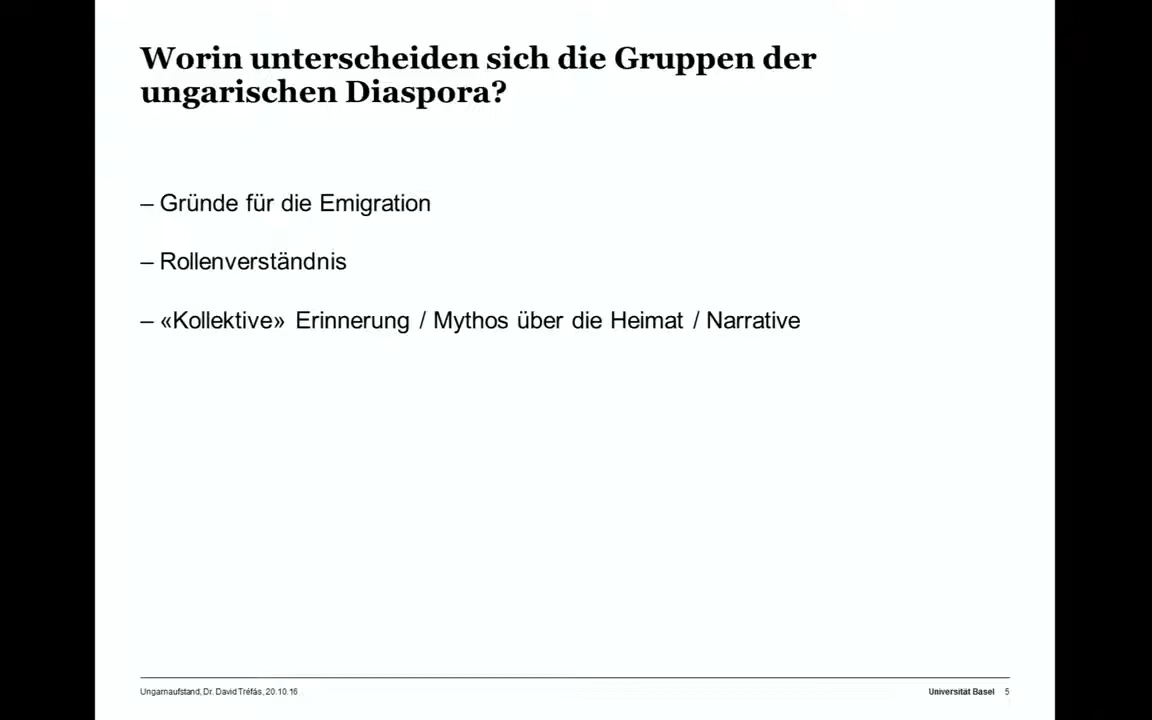 Worin unterscheiden sich die Gruppen der
ungarischen Diaspora?
– Gründe für die Emigration
– Rollenverständnis
– «Kollektive» Erinnerung / Mythos über die Heimat / Narrative
Ungarnaufstand, Dr. David Tréfás, 20.10.16
Universität Basel 5